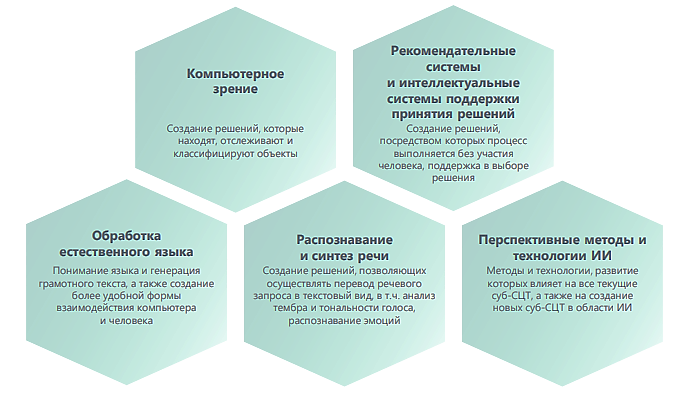 Компьютерное
зрение
Создание решений, которые
находят, отслеживают и
классифицируют объекты
Рекомендательные
системы
и интеллектуальные
системы поддержки
принятия решений
Создание решений,
посредством которых процесс
выполняется без участия
человека, поддержка в выборе
решения
Обработка
естественного языка
Понимание языка и генерация
грамотного текста, а также создание
более удобной формы
взаимодействия компьютера
и человека
Распознавание
и синтез речи
Создание решений, позволяющих
осуществлять перевод речевого
запроса в текстовый вид, в т.ч. анализ
тембра и тональности голоса,
распознавание эмоций
Перспективные методы и
технологии ИИ
Методы и технологии, развитие
которых влияет на все текущие
суб-СЦТ, а также на создание
новых суб-СЦТ в области ИИ